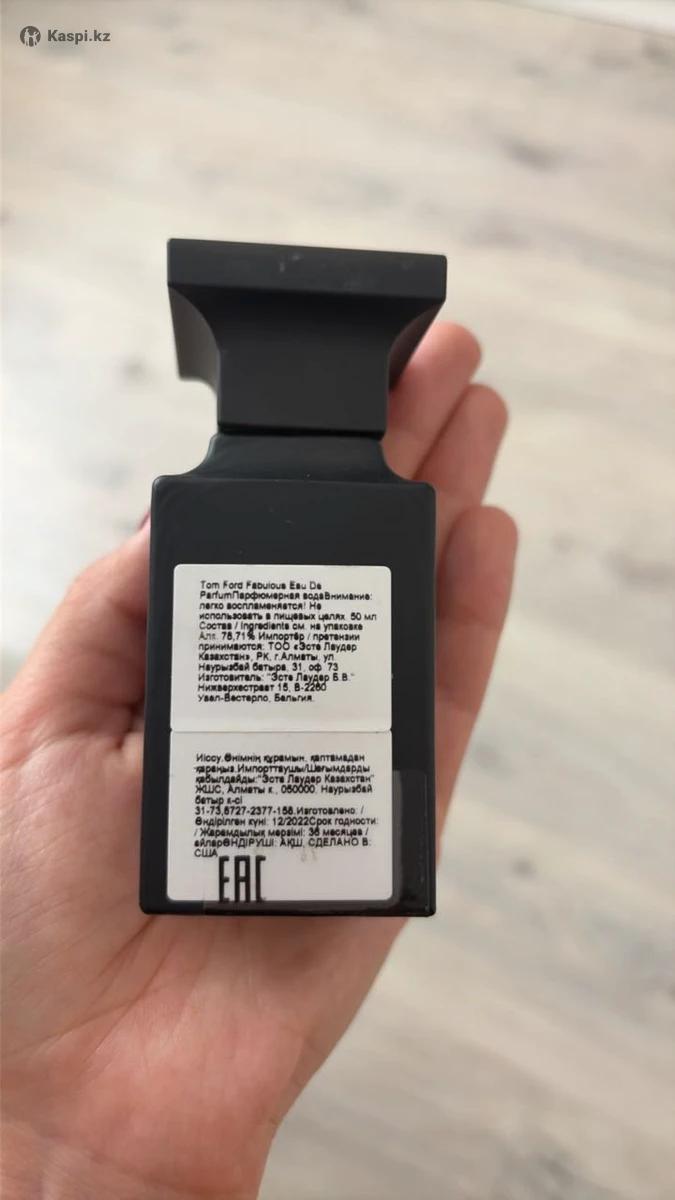 Kaspi.kz
Tom Ford Fabulous Eau De
ParfumПарфюмерная водаВнимание:
легко воспламеняется! Не
использовать в пищевых целях. 50 мл
Состав / Ingredients см. на упаковке
Алк. 78,71% Импортёр / претензии
принимаются: ТОО «Эсте Лаудер
Казахстан», РК, г.Алматы, ул.
Наурызбай батыра, 31, оф. 73
Изготовитель: "Эсте Лаудер Б.В."
Нижверхестраат 15, B-2260
Увал-Вестерло, Бельгия.
Иіссу.Өнімнің құрамын, қаптамадан
қараңыз.Импорттаушы/Шағымдарды
қабылдайды:"Эсте Лаудер Казахстан"
ЖШС, Алматы к., 050000, Наурызбай
батыр к-сі
31-73,8727-2377-158.Изготовлено: /
Өндірілген күні: 12/2022Срок годности:
/ Жарамдылық мерзімі: 36 месяцев /
айларӨНДІРУШІ: АҚШ, СДЕЛАНО В:
США
EAC